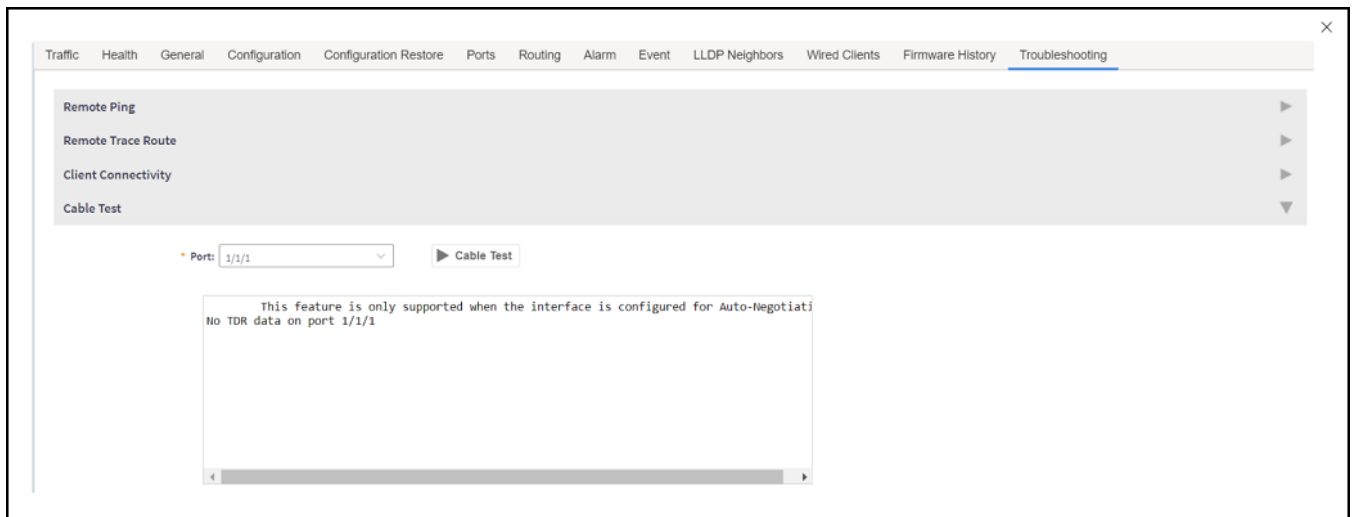 Traffic Health General Configuration Configuration Restore Ports Routing Alarm Event LLDP Neighbors Wired Clients Firmware History Troubleshooting
Remote Ping
Remote Trace Route
Client Connectivity
Cable Test
* Port: 1/1/1 Cable Test
This feature is only supported when the interface is configured for Auto-Negotiati
No TDR data on port 1/1/1